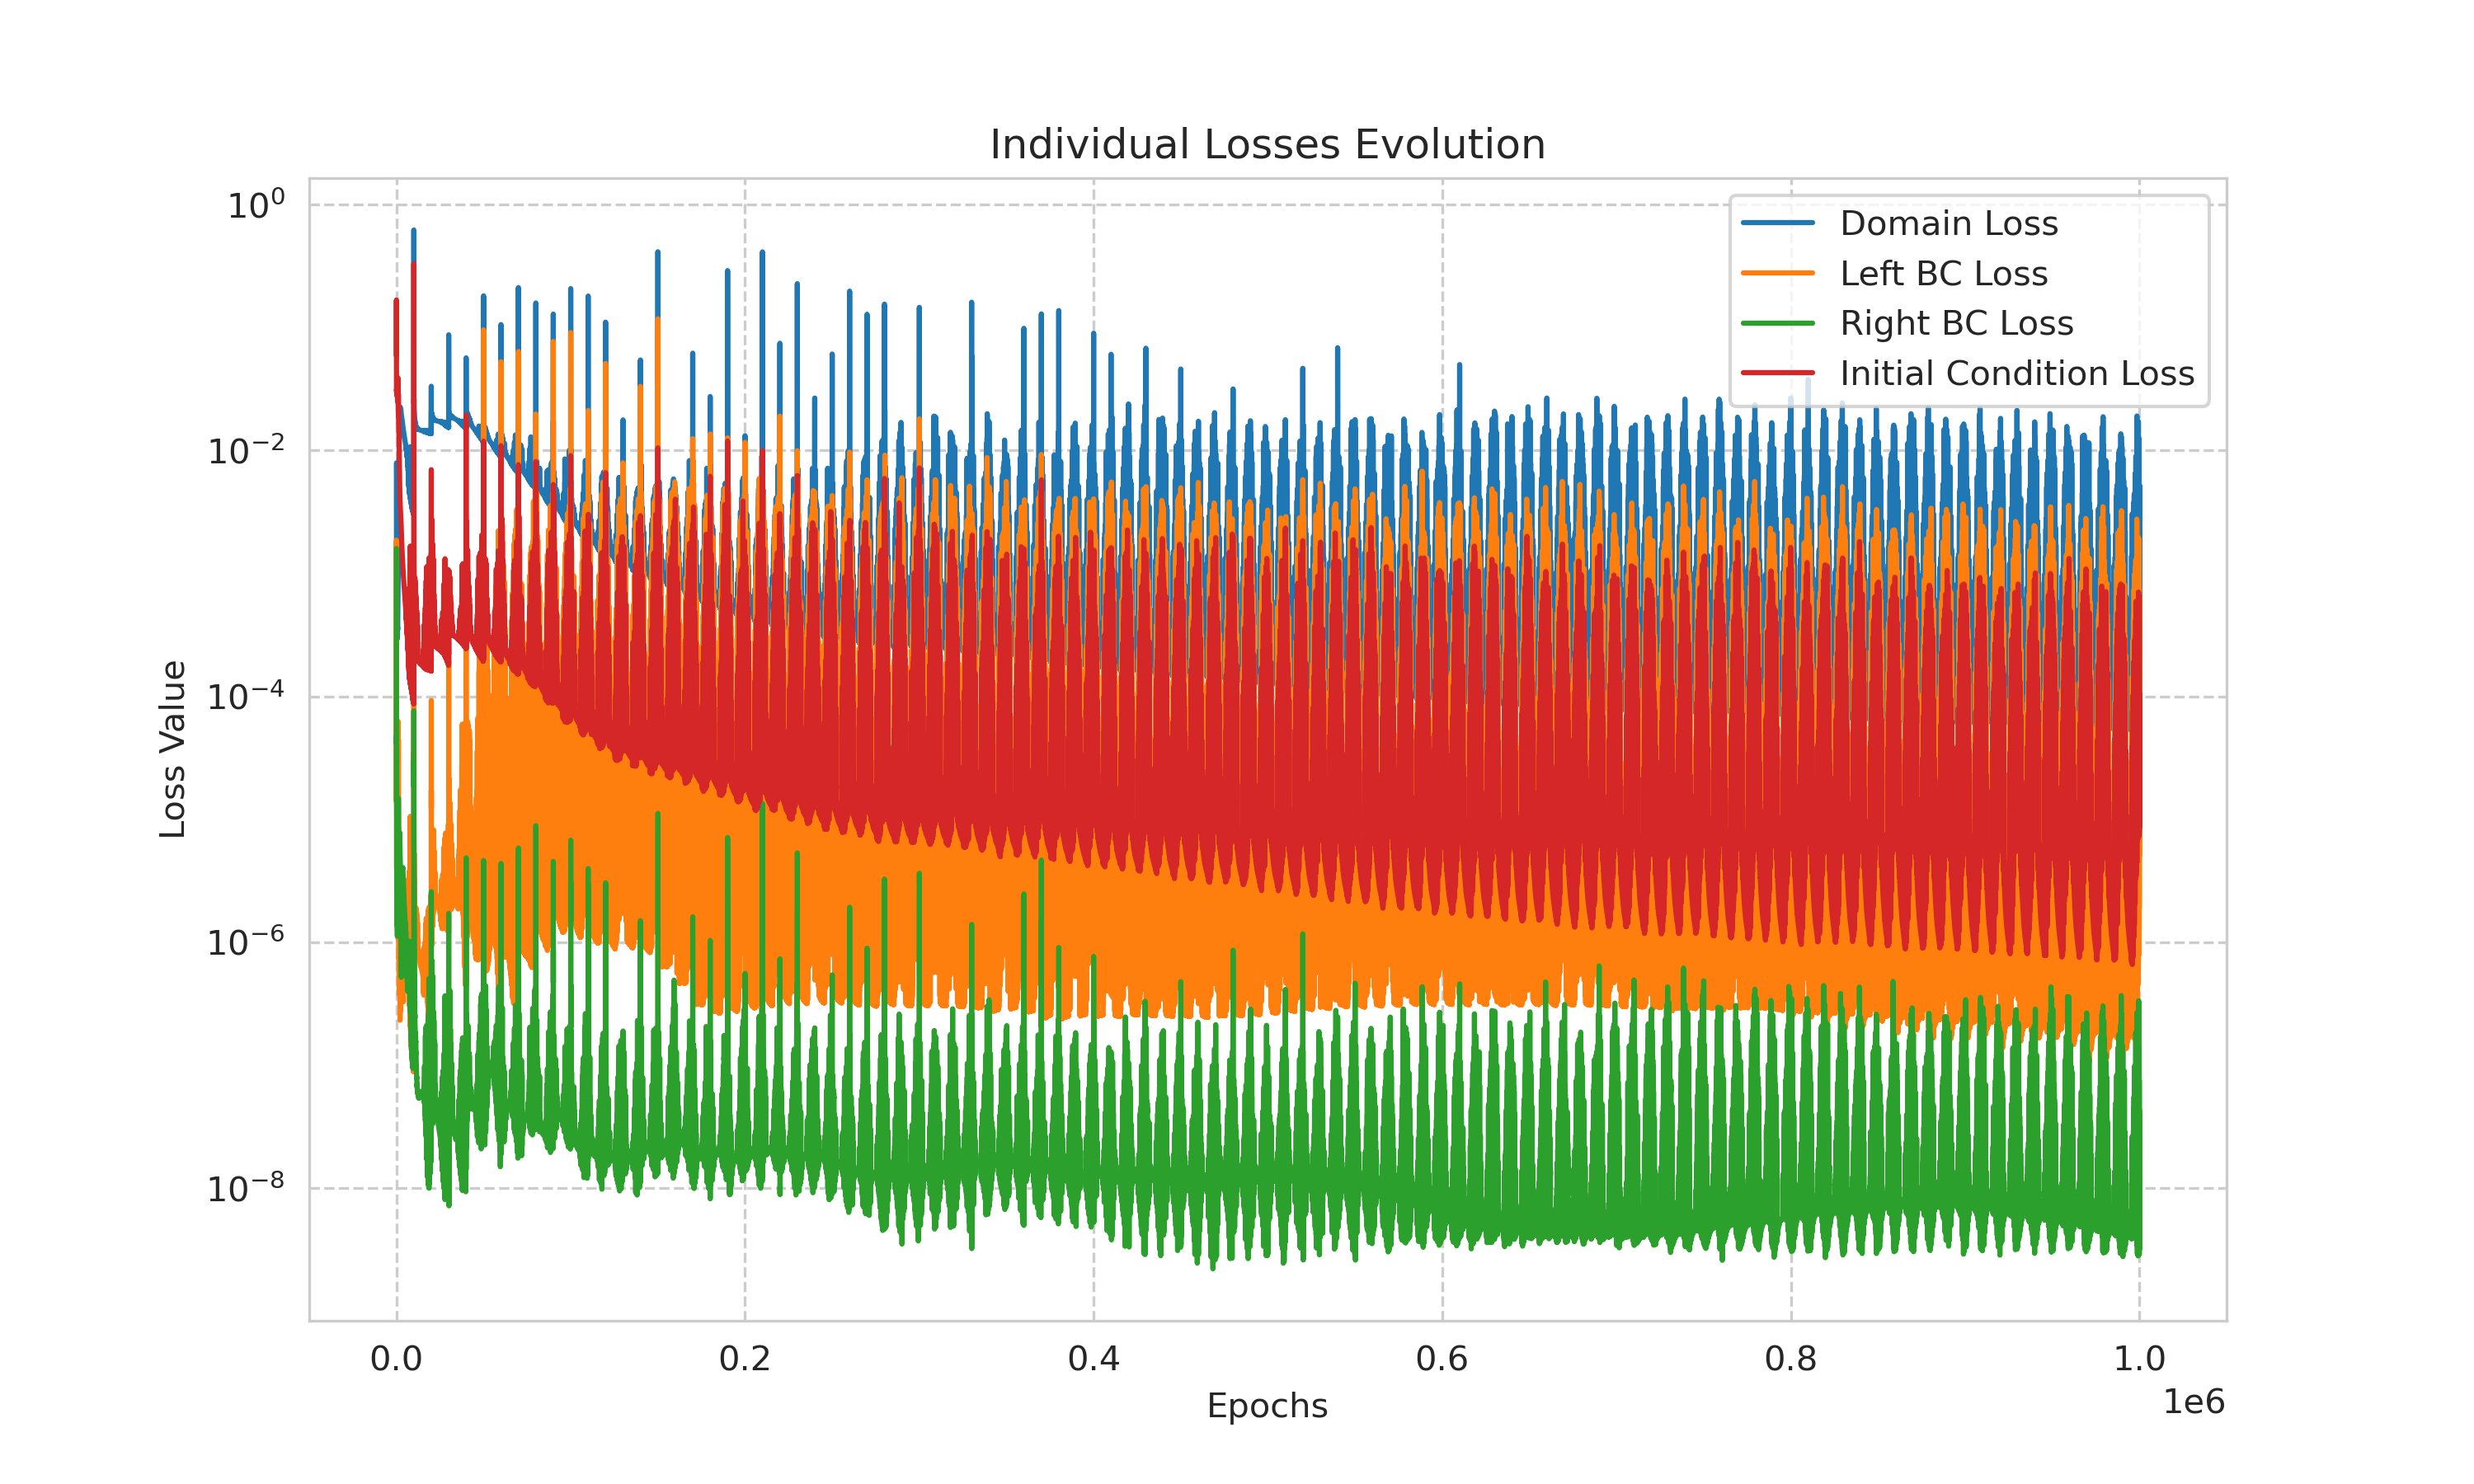 Individual Losses Evolution
10⁰
10⁻²
10⁻⁴
10⁻⁶
10⁻⁸
Loss Value
Domain Loss
Left BC Loss
Right BC Loss
Initial Condition Loss
0.0 0.2 0.4 0.6 0.8 1.0
1e6
Epochs